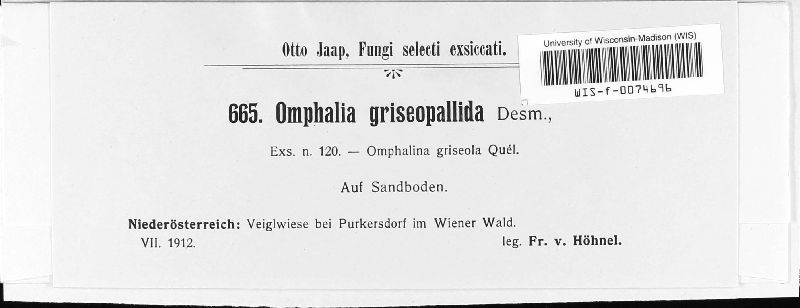 Otto Jaap, Fungi selecti exsiccati.
University of Wisconsin-Madison (WIS)
WIS-f-0074696
665. Omphalia griseopallida Desm.,
Exs. n. 120. — Omphalina griseola Quél.
Auf Sandboden.
Niederösterreich: Veiglwiese bei Purkersdorf im Wiener Wald.
VII. 1912. leg. Fr. v. Höhnel.